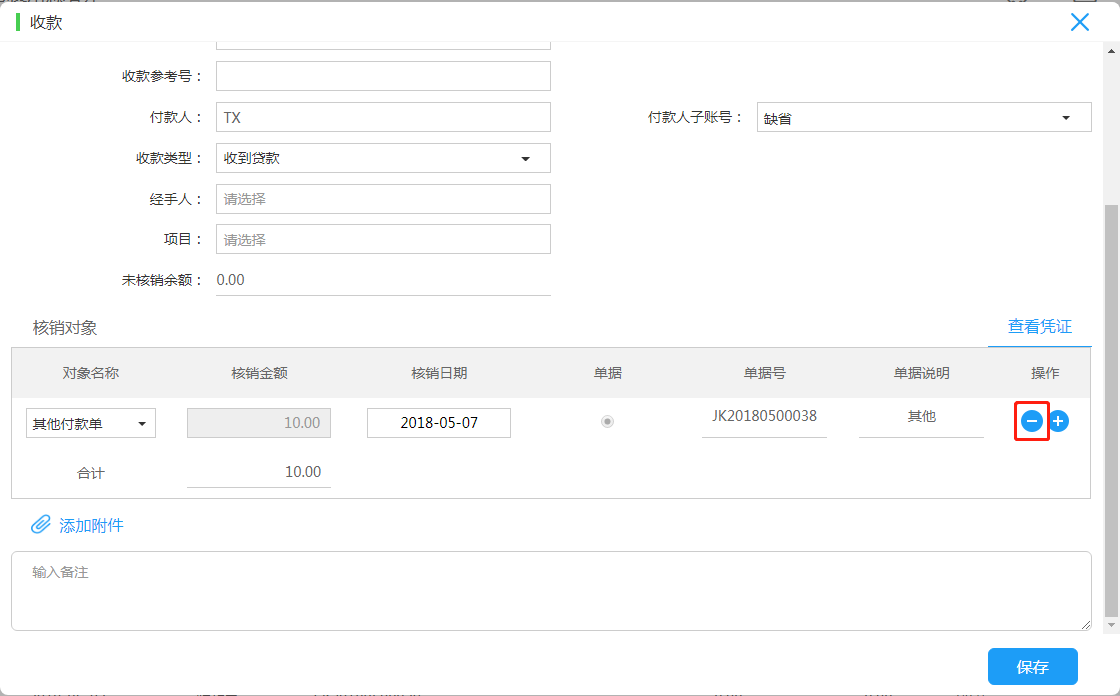 收款
收款参考号：
付款人： TX 付款人子账号： 缺省
收款类型： 收到贷款
经手人： 请选择
项目： 请选择
未核销余额： 0.00
核销对象 查看凭证
对象名称 核销金额 核销日期 单据 单据号 单据说明 操作
其他付款单 10.00 2018-05-07 JK20180500038 其他
合计 10.00
添加附件
输入备注
保存